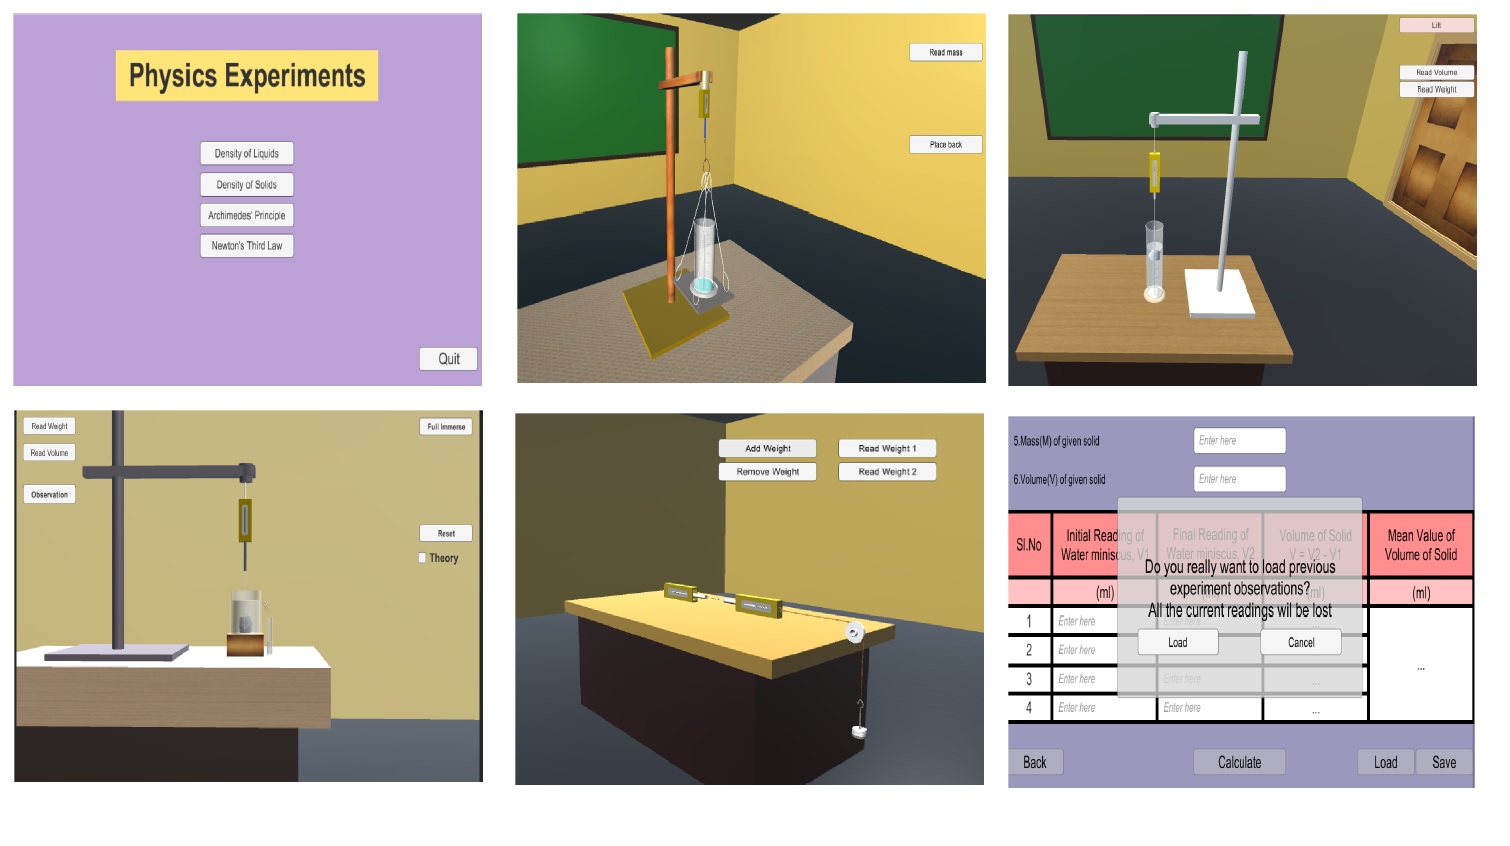 Physics Experiments
Density of Liquids
Density of Solids
Archimedes' Principle
Newton's Third Law
Quit
Read mass
Place back
Lift
Read Volume
Read Weight
Read Weight
Read Volume
Observation
Full Immerse
Reset
Theory
Add Weight
Read Weight 1
Remove Weight
Read Weight 2
5.Mass(M) of given solid
Enter here
6.Volume(V) of given solid
Enter here
Sl.No
Initial Reading of
Water miniscus, V1
Final Reading of
Water miniscus, V2
Volume of Solid
V = V2 - V1
Mean Value of
Volume of Solid
(ml)
(ml)
(ml)
Do you really want to load previous
experiment observations?
All the current readings wil be lost
Load
Cancel
1
Enter here
...
2
Enter here
3
Enter here
Enter here
...
4
Enter here
Enter here
...
...
Back
Calculate
Load
Save